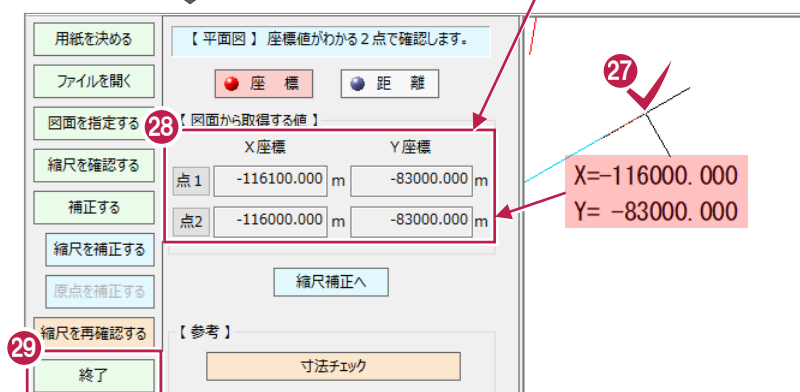 用紙を決める
ファイルを開く
図面を指定する
縮尺を確認する
補正する
縮尺を補正する
原点を補正する
縮尺を再確認する
29
終了
【 平面図 】 座標値がわかる2点で確認します。
座 標
距 離
28
【 図面から取得する値 】
X座標 Y座標
点1 -116100.000 m -83000.000 m
点2 -116000.000 m -83000.000 m
縮尺補正へ
【 参考 】
寸法チェック
27
X=-116000.000
Y= -83000.000